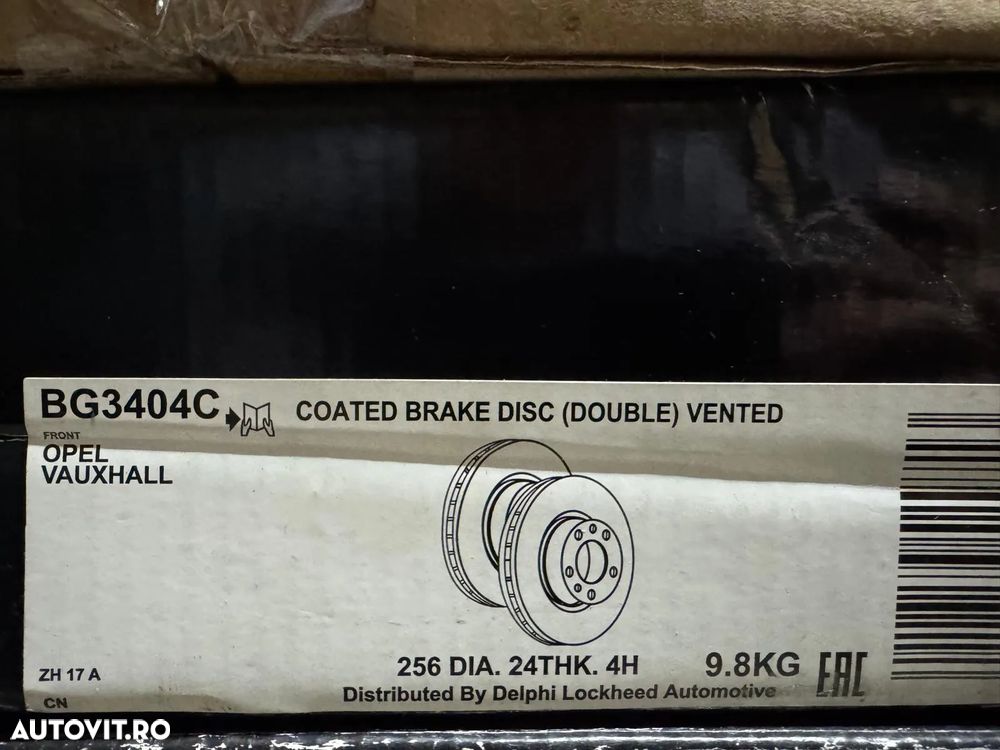 BG3404C COATED BRAKE DISC (DOUBLE) VENTED
FRONT
OPEL
VAUXHALL
256 DIA. 24THK. 4H 9.8KG EAC
ZH 17 A
Distributed By Delphi Lockheed Automotive
CN
AUTOVIT.RO